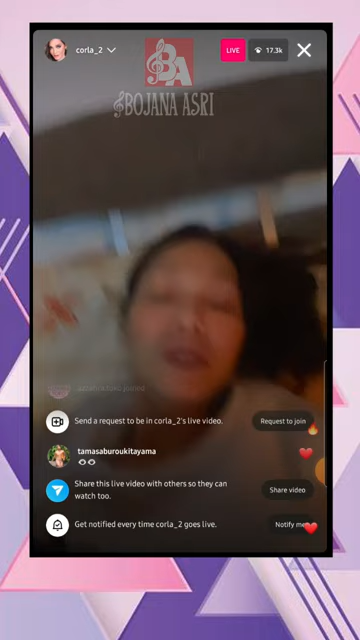 corla_2
LIVE
17.3k
BA
BOJANA ASRI
joined
Send a request to be in corla_2's live video.
Request to join
tamasaburoukitayama
👀
Share this live video with others so they can
watch too.
Share video
Get notified every time corla_2 goes live.
Notify me